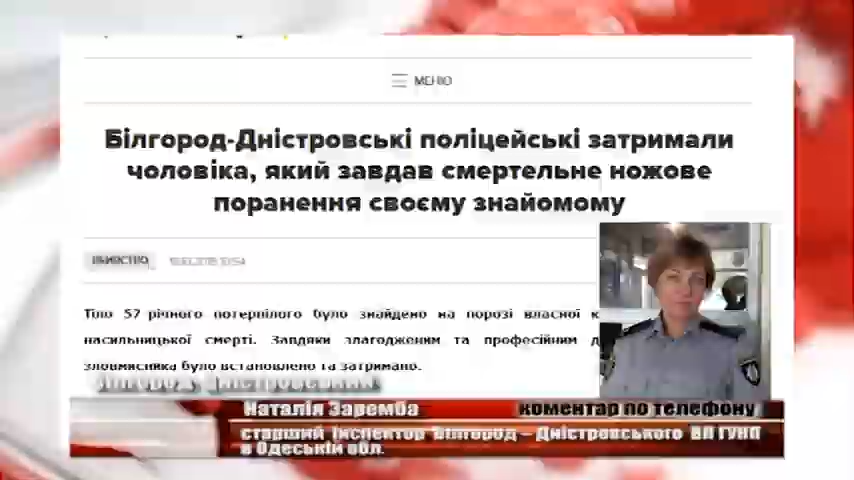 МЕНЮ
Білгород-Дністровські поліцейські затримали
чоловіка, який завдав смертельне ножове
поранення своєму знайомому
ВБИВСТВО
Тіло 57 річного потерпілого було знайдено на порозі власної к
насильницької смерті. Завдяки злагодженим та професійним д
зловмисника було встановлено та затримано.
Наталія Заремба коментар по телефону
старший інспектор Білгород – Дністровського ВП ГУНП
в Одеській обл.